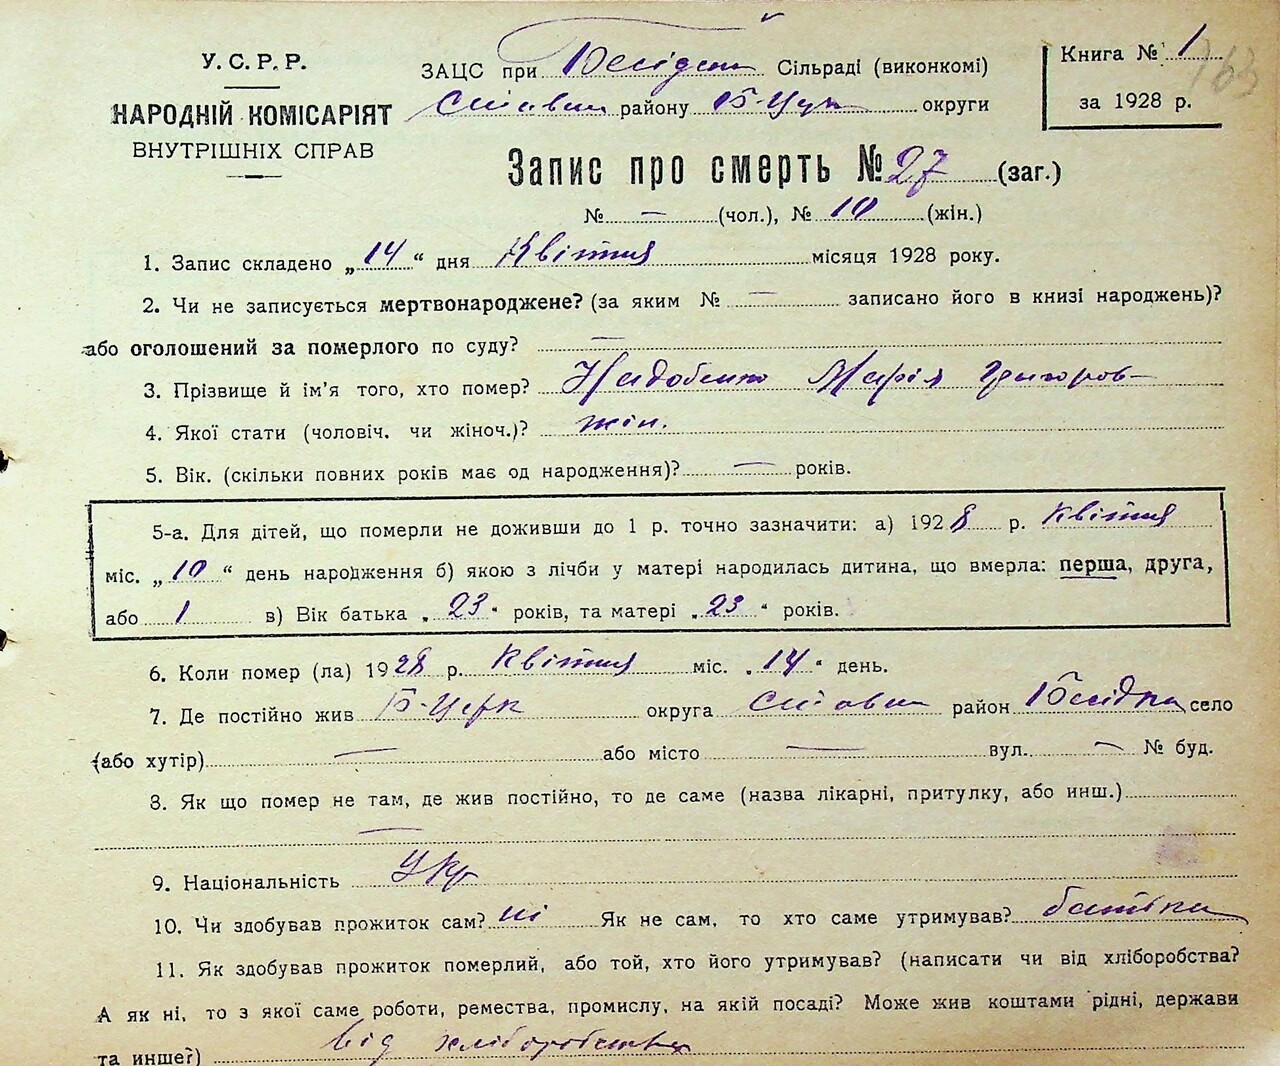 У.С.Р.Р.
НАРОДНІЙ КОМІСАРІЯТ
ВНУТРІШНІХ СПРАВ
ЗАЦС при Бесідськ Сільраді (виконкомі)
району Б-Церк округи
Книга № 1
за 1928 р.
163
Запис про смерть № 27 (заг.)
№ — (чол.), № 10 (жін.)
1. Запис складено „14“ дня Квітня місяця 1928 року.
2. Чи не записується мертвонароджене? (за яким № — записано його в книзі народжень)?
або оголошений за померлого по суду? —
3. Прізвище й ім'я того, хто помер? Надобенко Марія Григоров—
4. Якої стати (чоловіч. чи жіноч.)? жін.
5. Вік. (скільки повних років має од народження)? — років.
5-а. Для дітей, що померли не доживши до 1 р. точно зазначити: а) 1928 р. Квітня
міс. „10“ день народження б) якою з лічби у матері народилась дитина, що вмерла: перша, друга,
або 1 в) Вік батька „23“ років, та матері „23“ років.
6. Коли помер (ла) 1928 р. Квітня міс. „14“ день.
7. Де постійно жив Б-Церк округа район Бесідка село
(або хутір) — або місто — вул. — № буд.
8. Як що помер не там, де жив постійно, то де саме (назва лікарні, притулку, або инш.)
—
9. Національність Укр
10. Чи здобував прожиток сам? ні Як не сам, то хто саме утримував? батько
11. Як здобував прожиток померлий, або той, хто його утримував? (написати чи від хліборобства?
А як ні, то з якої саме роботи, ремества, промислу, на якій посаді? Може жив коштами рідні, держави
та инше?) від хліборобства